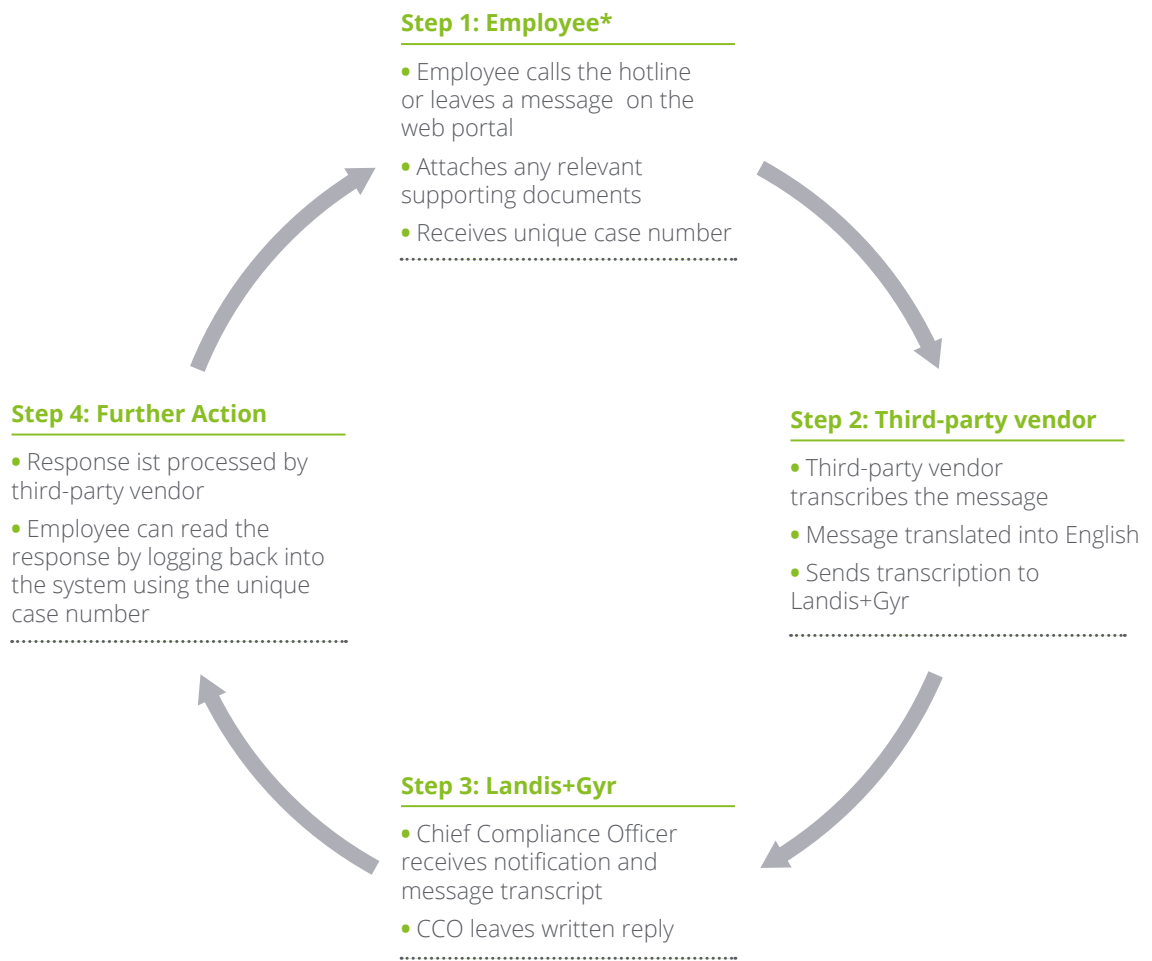 Step 1: Employee*
• Employee calls the hotline
or leaves a message on the
web portal
• Attaches any relevant
supporting documents
• Receives unique case number
Step 2: Third-party vendor
• Third-party vendor
transcribes the message
• Message translated into English
• Sends transcription to
Landis+Gyr
Step 3: Landis+Gyr
• Chief Compliance Officer
receives notification and
message transcript
• CCO leaves written reply
Step 4: Further Action
• Response ist processed by
third-party vendor
• Employee can read the
response by logging back into
the system using the unique
case number